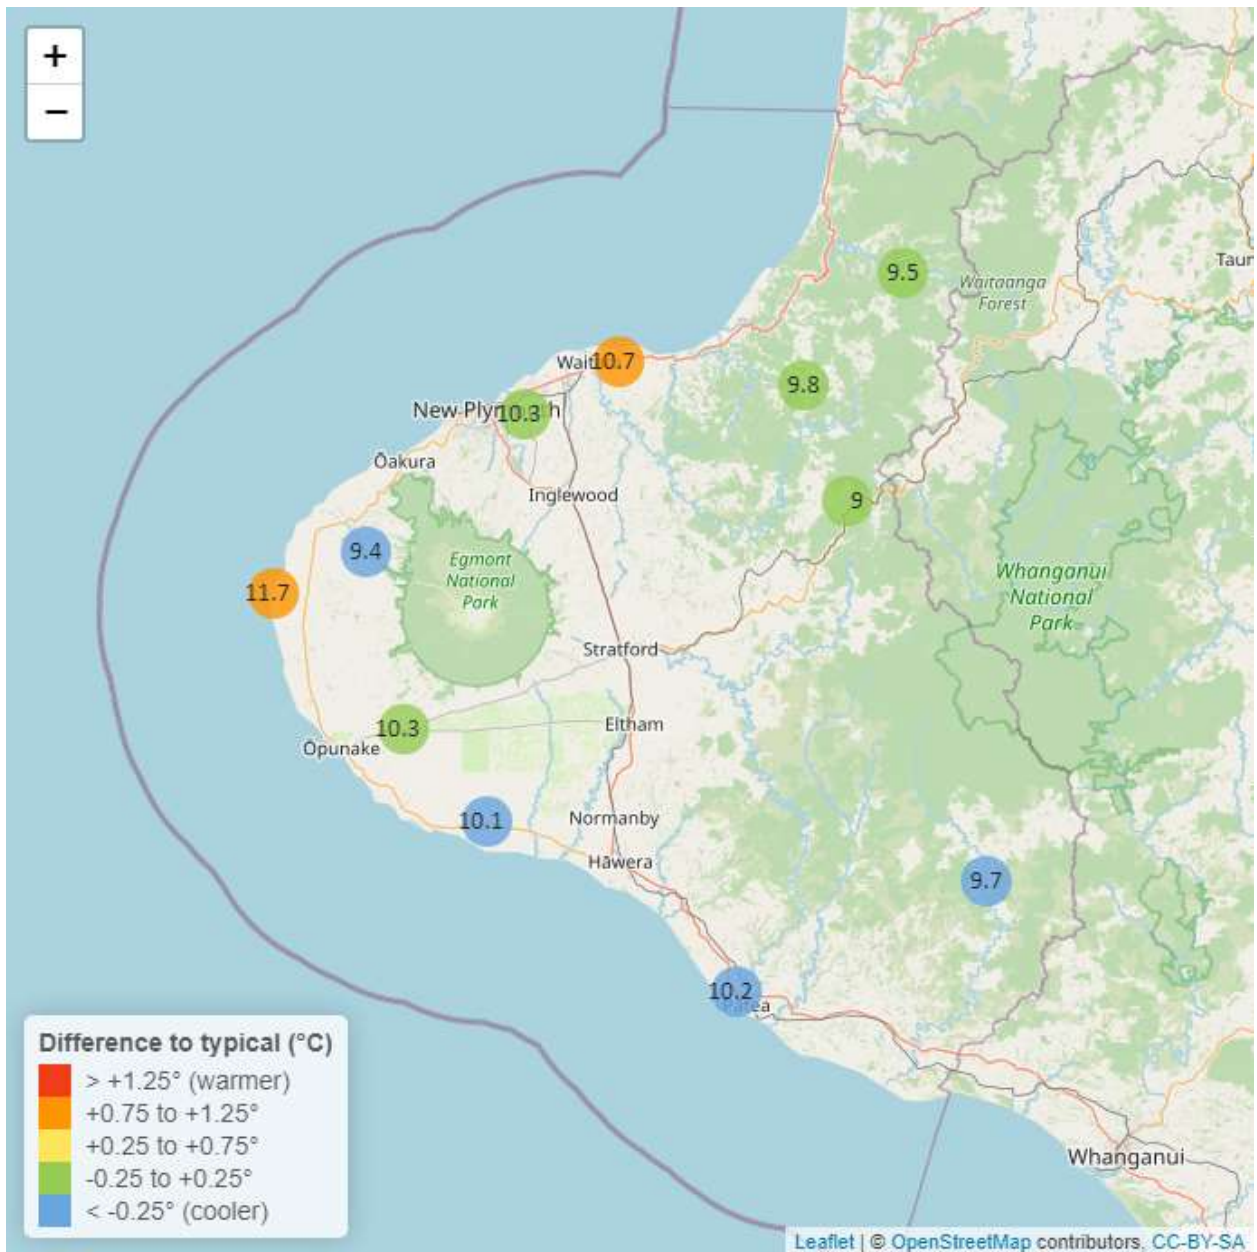 +
−
9.5
Taun
Waitaanga
Forest
10.7
9.8
New Plymouth
10.3
Ōakura
Inglewood
9
9.4
Egmont
National
Park
Whanganui
National
Park
11.7
Stratford
10.3
Eltham
Ōpunake
10.1
Normanby
Hāwera
9.7
10.2
Patea
Difference to typical (°C)
> +1.25° (warmer)
+0.75 to +1.25°
+0.25 to +0.75°
-0.25 to +0.25°
< -0.25° (cooler)
Whanganui
Leaflet | © OpenStreetMap contributors, CC-BY-SA